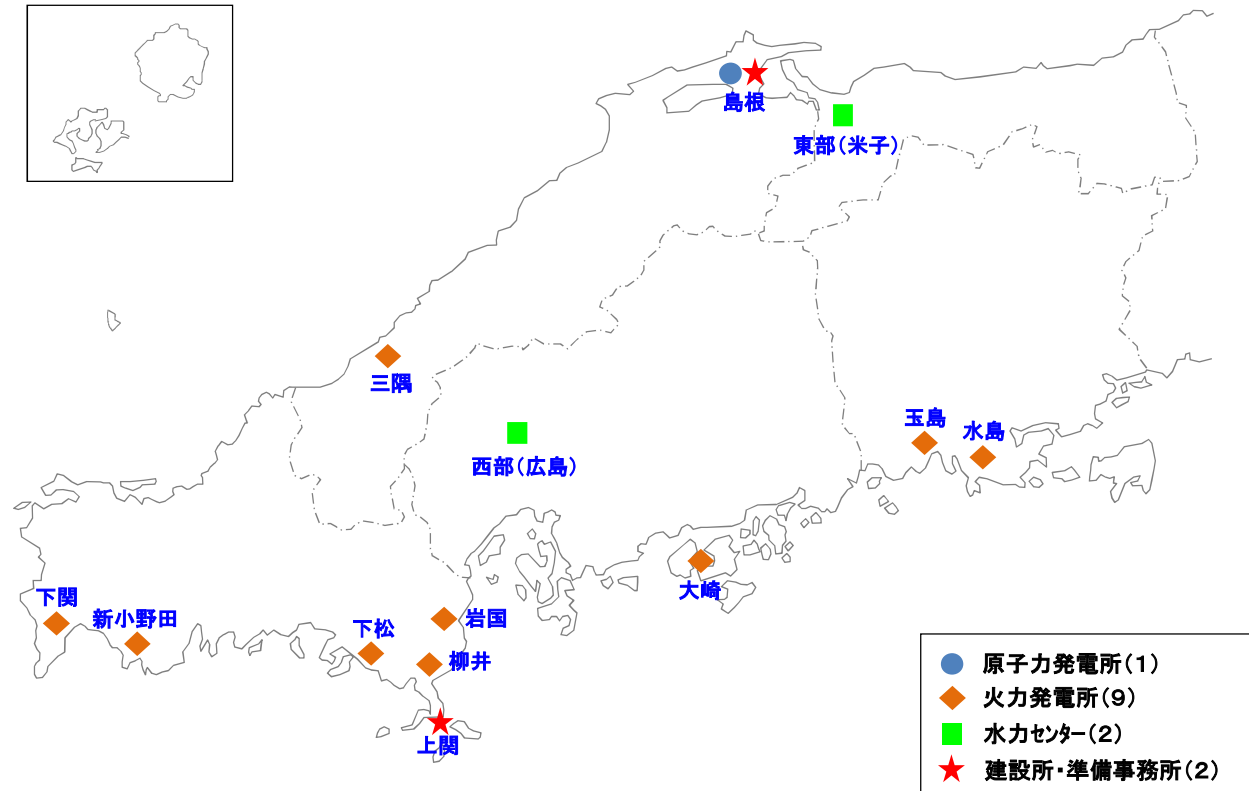 島根
東部（米子）
三隅
西部（広島）
玉島
水島
大崎
下関
新小野田
下松
岩国
柳井
上関
原子力発電所（１）
火力発電所（９）
水力センター（２）
建設所・準備事務所（２）